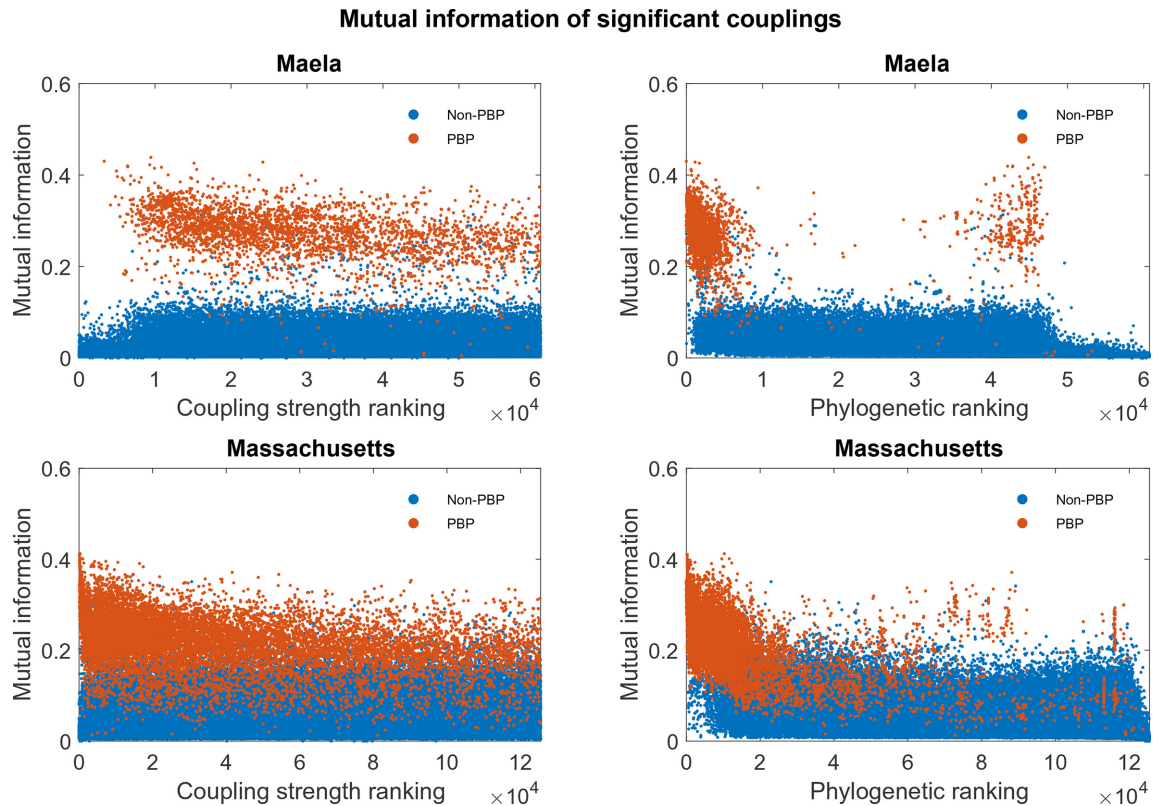 Mutual information of significant couplings
Maela
0.6
0.4
0.2
0
Mutual information
Non-PBP
PBP
0 1 2 3 4 5 6
Coupling strength ranking
×10^4
Maela
0.6
0.4
0.2
0
Mutual information
Non-PBP
PBP
0 1 2 3 4 5 6
Phylogenetic ranking
×10^4
Massachusetts
0.6
0.4
0.2
0
Mutual information
Non-PBP
PBP
0 2 4 6 8 10 12
Coupling strength ranking
×10^4
Massachusetts
0.6
0.4
0.2
0
Mutual information
Non-PBP
PBP
0 2 4 6 8 10 12
Phylogenetic ranking
×10^4